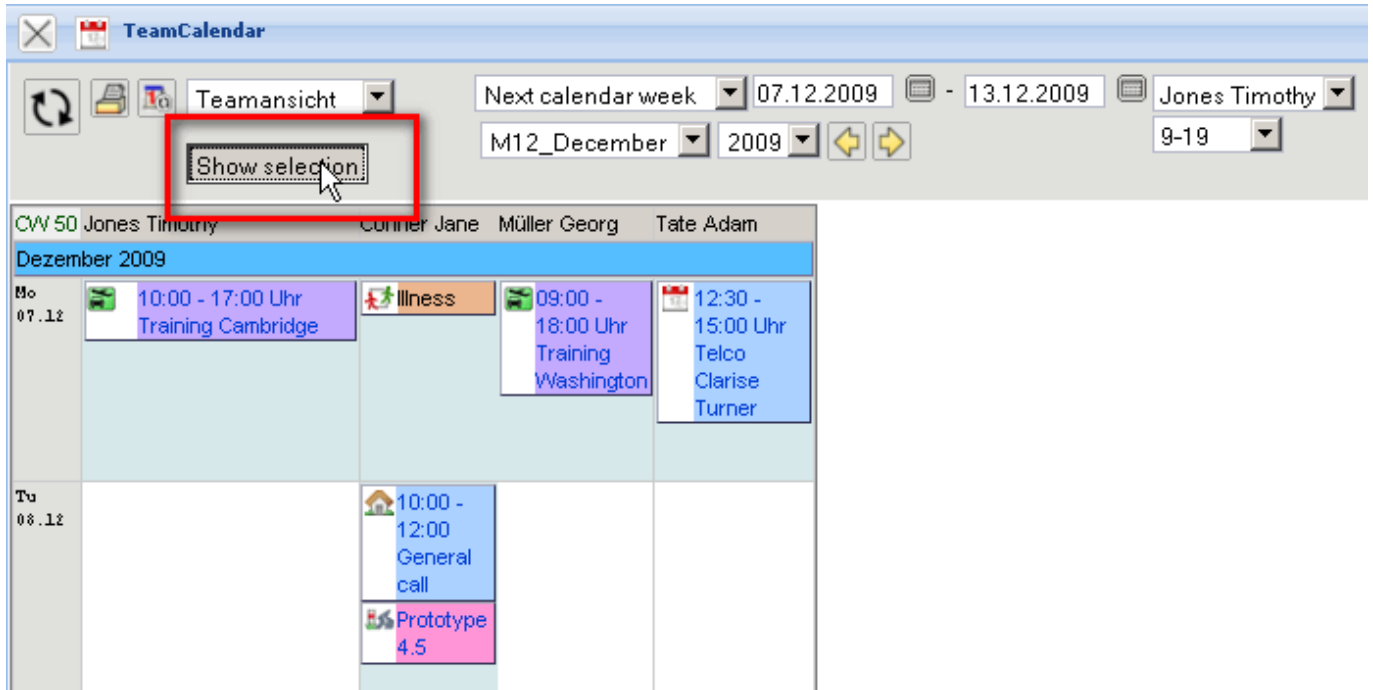 TeamCalendar
Teamansicht
Next calendar week 07.12.2009 - 13.12.2009 Jones Timothy
M12_December 2009 9-19
Show selection
CW 50 Jones Timothy Conner Jane Müller Georg Tate Adam
Dezember 2009
Mo
07.12
10:00 - 17:00 Uhr
Training Cambridge
Illness
09:00 -
18:00 Uhr
Training
Washington
12:30 -
15:00 Uhr
Telco
Clarise
Turner
Tu
08.12
10:00 -
12:00
General
call
Prototype
4.5